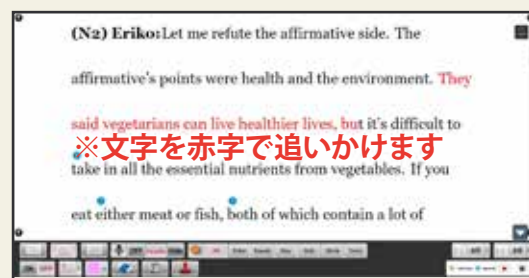 (N2) Eriko: Let me refute the affirmative side. The
affirmative's points were health and the environment. They
said vegetarians can live healthier lives, but it's difficult to
※文字を赤字で追いかけます
take in all the essential nutrients from vegetables. If you
eat either meat or fish, both of which contain a lot of